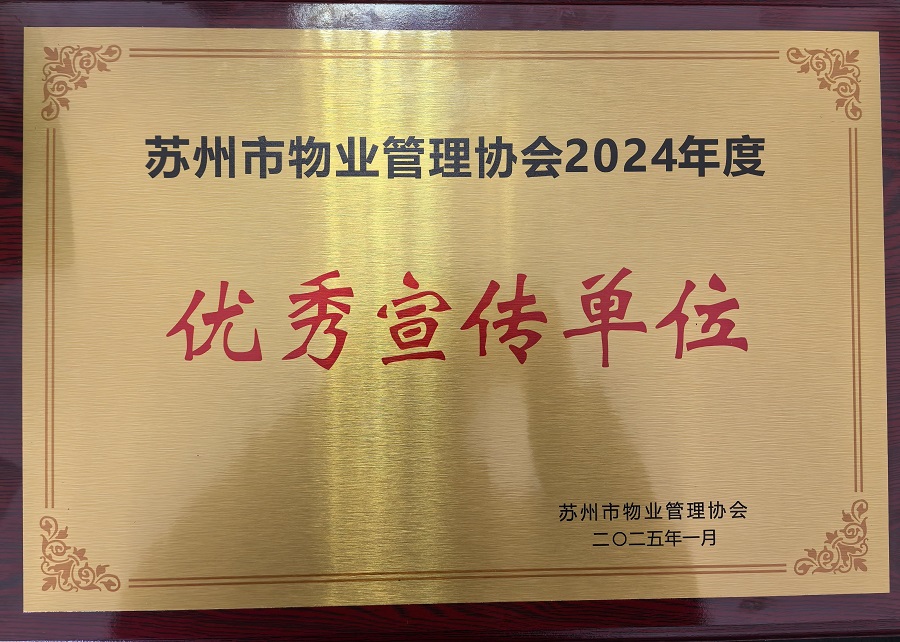 苏州市物业管理协会2024年度
优秀宣传单位
苏州市物业管理协会
二〇二五年一月